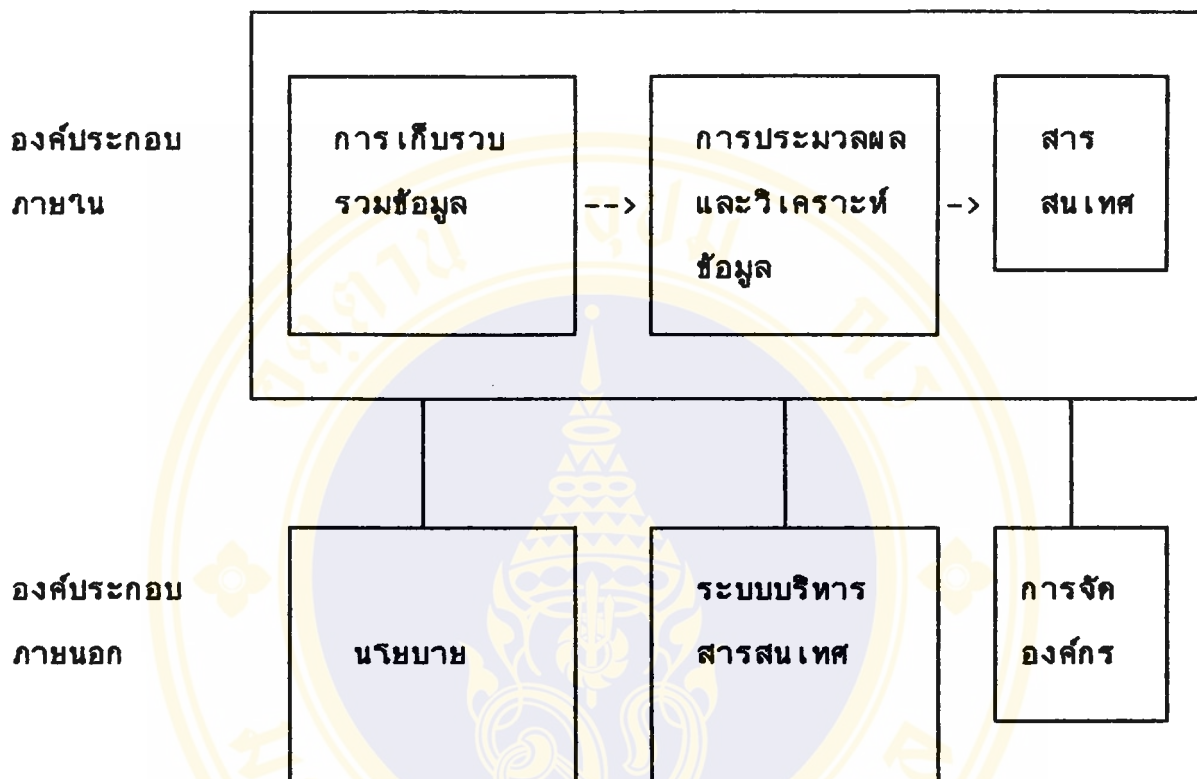 องค์ประกอบ
ภายใน
การเก็บรวบ
รวมข้อมูล
-->
การประมวลผล
และวิเคราะห์
ข้อมูล
->
สาร
สนเทศ
องค์ประกอบ
ภายนอก
นโยบาย
ระบบบริหาร
สารสนเทศ
การจัด
องค์กร